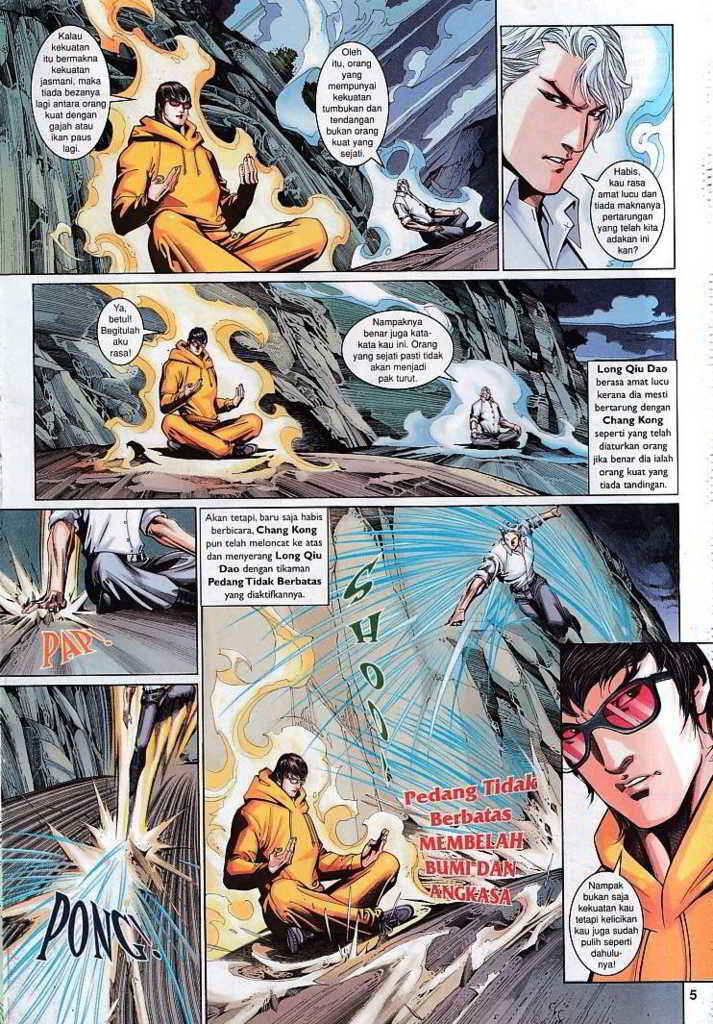 Kalau
kekuatan
itu bermakna
kekuatan
jasmani, maka
tiada bezanya
lagi antara orang
kuat dengan
gajah atau
ikan paus
lagi.
Oleh
itu, orang
yang
mempunyai
kekuatan
tumbukan dan
tendangan
bukan orang
kuat yang
sejati.
Habis,
kau rasa
amat lucu dan
tiada maknanya
pertarungan
yang telah kita
adakan ini
kan?
Ya,
betul!
Begitulah
aku
rasa!
Nampaknya
benar juga kata-
kata kau ini. Orang
yang sejati pasti tidak
akan menjadi
pak turut.
Long Qiu Dao
berasa amat lucu
kerana dia mesti
bertarung dengan
Chang Kong
seperti yang telah
diaturkan orang
jika benar dia ialah
orang kuat yang
tiada tandingan.
PAP
Akan tetapi, baru saja habis
berbicara, Chang Kong
pun telah meloncat ke atas
dan menyerang Long Qiu
Dao dengan tikaman
Pedang Tidak Berbatas
yang diaktifkannya.
SHOO!
PONG!
Pedang Tidak
Berbatas
MEMBELAH
BUMI DAN
ANGKASA
Nampak
bukan saja
kekuatan kau
tetapi kelicikan
kau juga sudah
pulih seperti
dahulu-
nya!
5